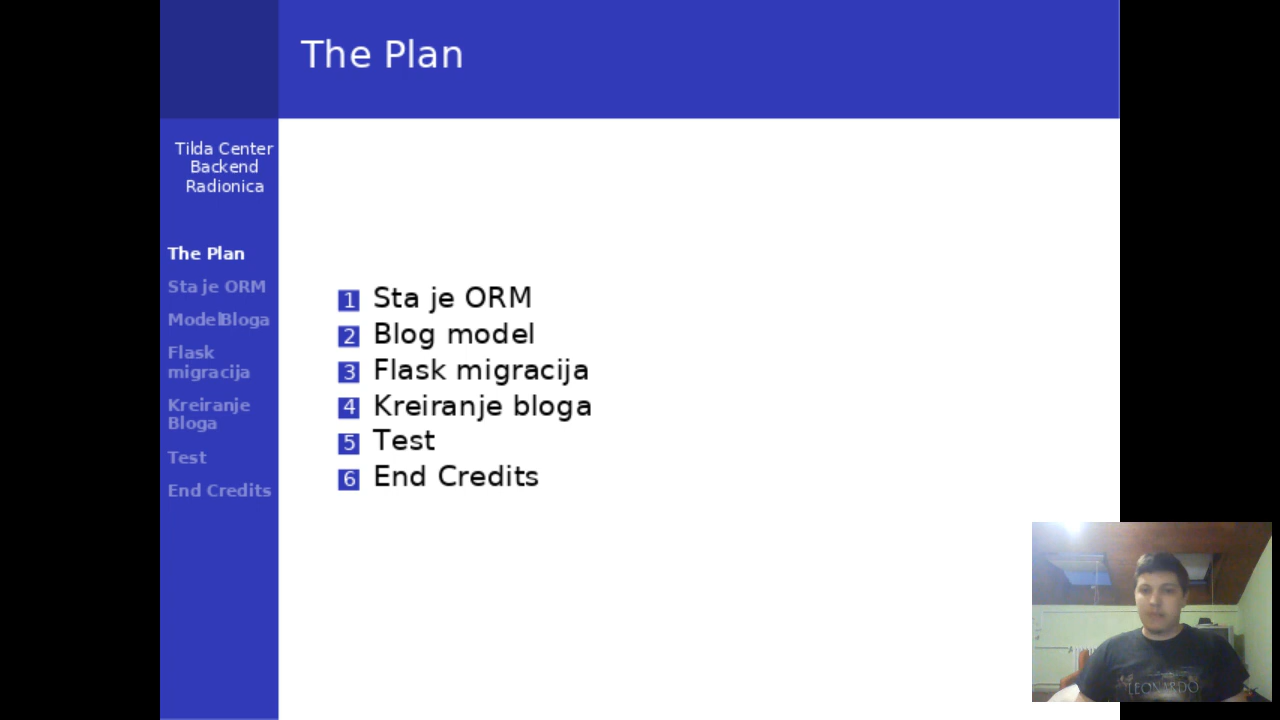 The Plan
Tilda Center
Backend
Radionica
The Plan
Sta je ORM
Model Bloga
Flask
migracija
Kreiranje
Bloga
Test
End Credits
1 Sta je ORM
2 Blog model
3 Flask migracija
4 Kreiranje bloga
5 Test
6 End Credits
LEONARDO